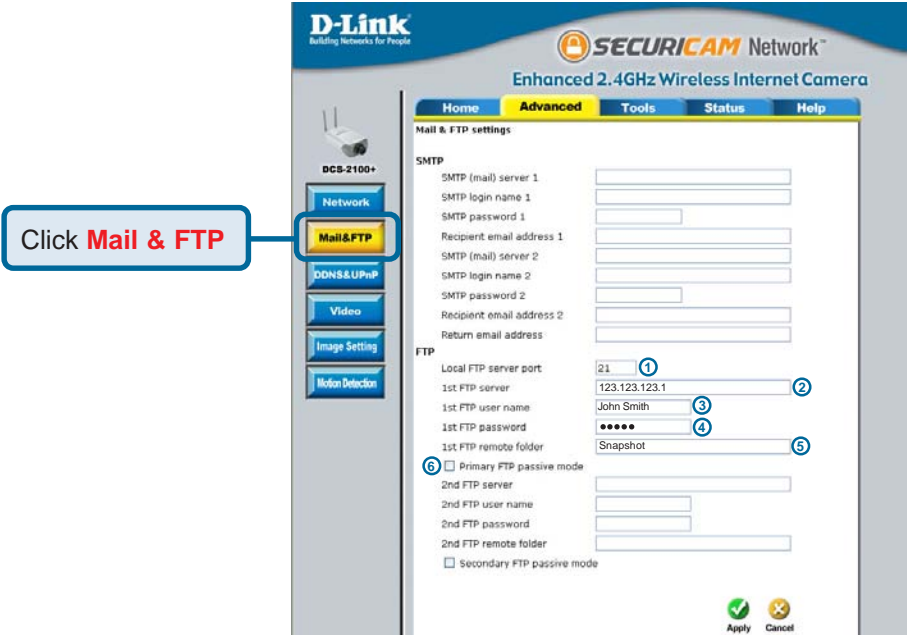 D-Link
Building Networks for People
SECURICAM Network™
Enhanced 2.4GHz Wireless Internet Camera
Home Advanced Tools Status Help
DCS-2100+
Network
Mail&FTP
DDNS&UPnP
Video
Image Setting
Motion Detection
Click Mail & FTP
Mail & FTP settings
SMTP
SMTP (mail) server 1
SMTP login name 1
SMTP password 1
Recipient email address 1
SMTP (mail) server 2
SMTP login name 2
SMTP password 2
Recipient email address 2
Return email address
FTP
Local FTP server port 21 1
1st FTP server 123.123.123.1 2
1st FTP user name John Smith 3
1st FTP password ●●●●● 4
1st FTP remote folder Snapshot 5
6 Primary FTP passive mode
2nd FTP server
2nd FTP user name
2nd FTP password
2nd FTP remote folder
Secondary FTP passive mode
Apply Cancel